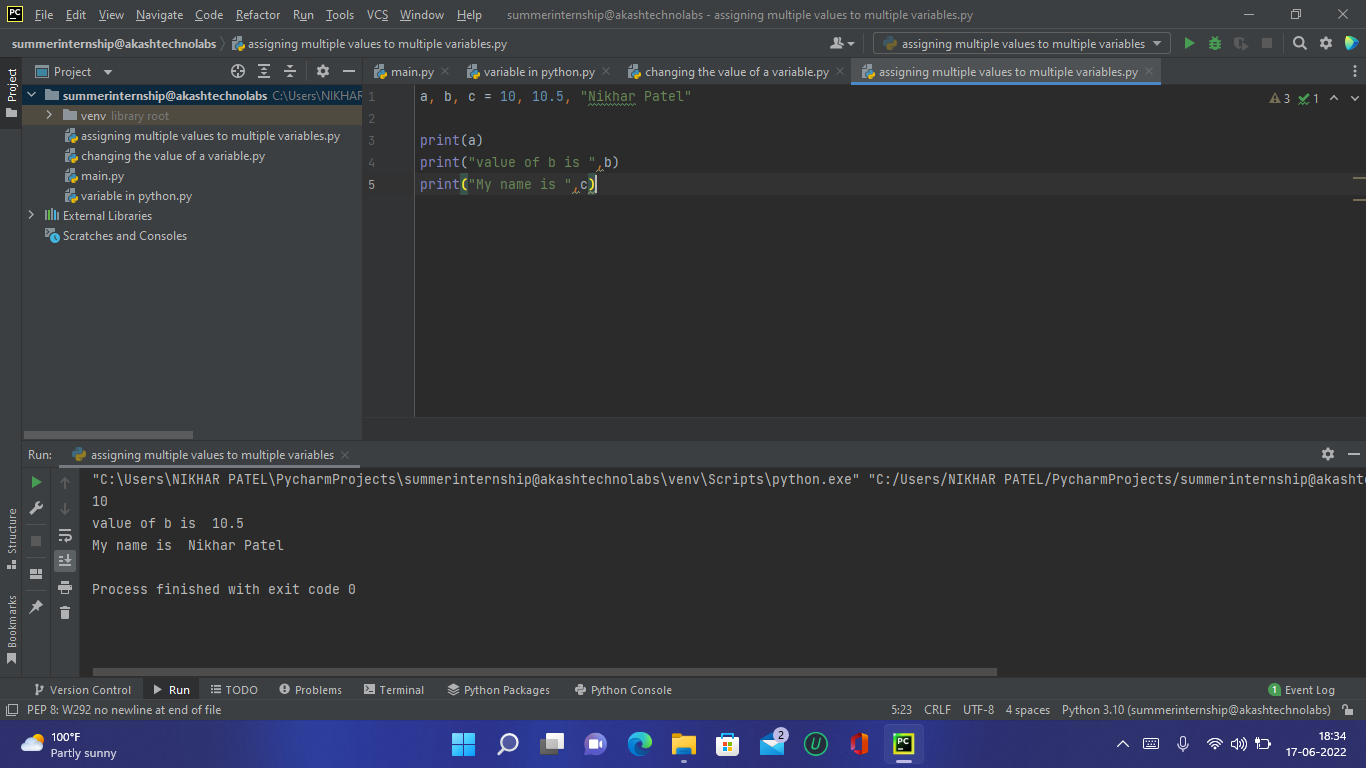 PC File Edit View Navigate Code Refactor Run Tools VCS Window Help summerinternship@akashtechnolabs - assigning multiple values to multiple variables.py
summerinternship@akashtechnolabs assigning multiple values to multiple variables.py assigning multiple values to multiple variables
Project
Project
main.py variable in python.py changing the value of a variable.py assigning multiple values to multiple variables.py
summerinternship@akashtechnolabs C:\Users\NIKHAR
venv library root
assigning multiple values to multiple variables.py
changing the value of a variable.py
main.py
variable in python.py
External Libraries
Scratches and Consoles
1 a, b, c = 10, 10.5, "Nikhar Patel"
3 1
2
3 print(a)
4 print("value of b is ",b)
5 print("My name is ",c)
Run: assigning multiple values to multiple variables
"C:\Users\NIKHAR PATEL\PycharmProjects\summerinternship@akashtechnolabs\venv\Scripts\python.exe" "C:/Users/NIKHAR PATEL/PycharmProjects/summerinternship@akasht
10
value of b is  10.5
My name is  Nikhar Patel
Process finished with exit code 0
Structure
Bookmarks
Version Control Run TODO Problems Terminal Python Packages Python Console 1 Event Log
PEP 8: W292 no newline at end of file 5:23 CRLF UTF-8 4 spaces Python 3.10 (summerinternship@akashtechnolabs)
100°F
Partly sunny
2
U
PC
18:34
17-06-2022